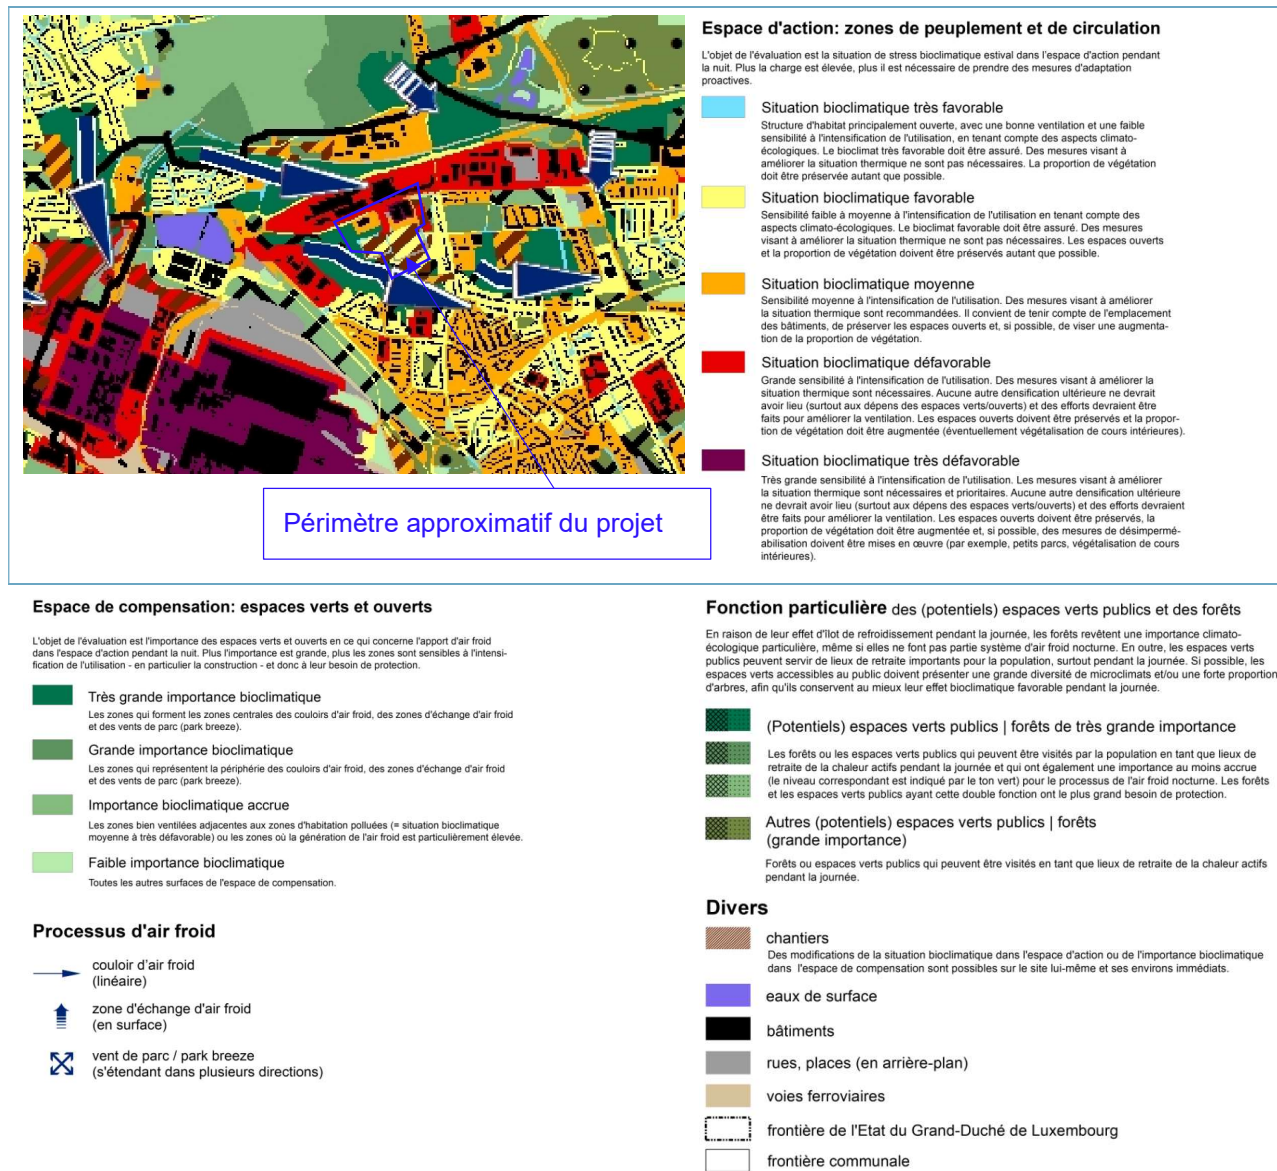 Périmètre approximatif du projet
Espace d'action: zones de peuplement et de circulation
L'objet de l'évaluation est la situation de stress bioclimatique estival dans l'espace d'action pendant
la nuit. Plus la charge est élevée, plus il est nécessaire de prendre des mesures d'adaptation
proactives.
Situation bioclimatique très favorable
Structure d'habitat principalement ouverte, avec une bonne ventilation et une faible
sensibilité à l'intensification de l'utilisation, en tenant compte des aspects climato-
écologiques. Le bioclimat très favorable doit être assuré. Des mesures visant à
améliorer la situation thermique ne sont pas nécessaires. La proportion de végétation
doit être préservée autant que possible.
Situation bioclimatique favorable
Sensibilité faible à moyenne à l'intensification de l'utilisation en tenant compte des
aspects climato-écologiques. Le bioclimat favorable doit être assuré. Des mesures
visant à améliorer la situation thermique ne sont pas nécessaires. Les espaces ouverts
et la proportion de végétation doivent être préservés autant que possible.
Situation bioclimatique moyenne
Sensibilité moyenne à l'intensification de l'utilisation. Des mesures visant à améliorer
la situation thermique sont recommandées. Il convient de tenir compte de l'emplacement
des bâtiments, de préserver les espaces ouverts et, si possible, de viser une augmenta-
tion de la proportion de végétation.
Situation bioclimatique défavorable
Grande sensibilité à l'intensification de l'utilisation. Des mesures visant à améliorer la
situation thermique sont nécessaires. Aucune autre densification ultérieure ne devrait
avoir lieu (surtout aux dépens des espaces verts/ouverts) et des efforts devraient être
faits pour améliorer la ventilation. Les espaces ouverts doivent être préservés et la propor-
tion de végétation doit être augmentée (éventuellement végétalisation de cours intérieures).
Situation bioclimatique très défavorable
Très grande sensibilité à l'intensification de l'utilisation. Les mesures visant à améliorer
la situation thermique sont nécessaires et prioritaires. Aucune autre densification ultérieure
ne devrait avoir lieu (surtout aux dépens des espaces verts/ouverts) et des efforts devraient
être faits pour améliorer la ventilation. Les espaces ouverts doivent être préservés, la
proportion de végétation doit être augmentée et, si possible, des mesures de désimpermé-
abilisation doivent être mises en œuvre (par exemple, petits parcs, végétalisation de cours
intérieures).
Espace de compensation: espaces verts et ouverts
L'objet de l'évaluation est l'importance des espaces verts et ouverts en ce qui concerne l'apport d'air froid
dans l'espace d'action pendant la nuit. Plus l'importance est grande, plus les zones sont sensibles à l'intensi-
fication de l'utilisation - en particulier la construction - et donc à leur besoin de protection.
Très grande importance bioclimatique
Les zones qui forment les zones centrales des couloirs d'air froid, des zones d'échange d'air froid
et des vents de parc (park breeze).
Grande importance bioclimatique
Les zones qui représentent la périphérie des couloirs d'air froid, des zones d'échange d'air froid
et des vents de parc (park breeze).
Importance bioclimatique accrue
Les zones bien ventilées adjacentes aux zones d'habitation polluées (= situation bioclimatique
moyenne à très défavorable) ou les zones où la génération de l'air froid est particulièrement élevée.
Faible importance bioclimatique
Toutes les autres surfaces de l'espace de compensation.
Processus d'air froid
couloir d'air froid
(linéaire)
zone d'échange d'air froid
(en surface)
vent de parc / park breeze
(s'étendant dans plusieurs directions)
Fonction particulière des (potentiels) espaces verts publics et des forêts
En raison de leur effet d'îlot de refroidissement pendant la journée, les forêts revêtent une importance climato-
écologique particulière, même si elles ne font pas partie système d'air froid nocturne. En outre, les espaces verts
publics peuvent servir de lieux de retraite importants pour la population, surtout pendant la journée. Si possible, les
espaces verts accessibles au public doivent présenter une grande diversité de microclimats et/ou une forte proportion
d'arbres, afin qu'ils conservent au mieux leur effet bioclimatique favorable pendant la journée.
(Potentiels) espaces verts publics | forêts de très grande importance
Les forêts ou les espaces verts publics qui peuvent être visités par la population en tant que lieux de
retraite de la chaleur actifs pendant la journée et qui ont également une importance au moins accrue
(le niveau correspondant est indiqué par le ton vert) pour le processus de l'air froid nocturne. Les forêts
et les espaces verts publics ayant cette double fonction ont le plus grand besoin de protection.
Autres (potentiels) espaces verts publics | forêts
(grande importance)
Forêts ou espaces verts publics qui peuvent être visités en tant que lieux de retraite de la chaleur actifs
pendant la journée.
Divers
chantiers
Des modifications de la situation bioclimatique dans l'espace d'action ou de l'importance bioclimatique
dans l'espace de compensation sont possibles sur le site lui-même et ses environs immédiats.
eaux de surface
bâtiments
rues, places (en arrière-plan)
voies ferroviaires
frontière de l'Etat du Grand-Duché de Luxembourg
frontière communale